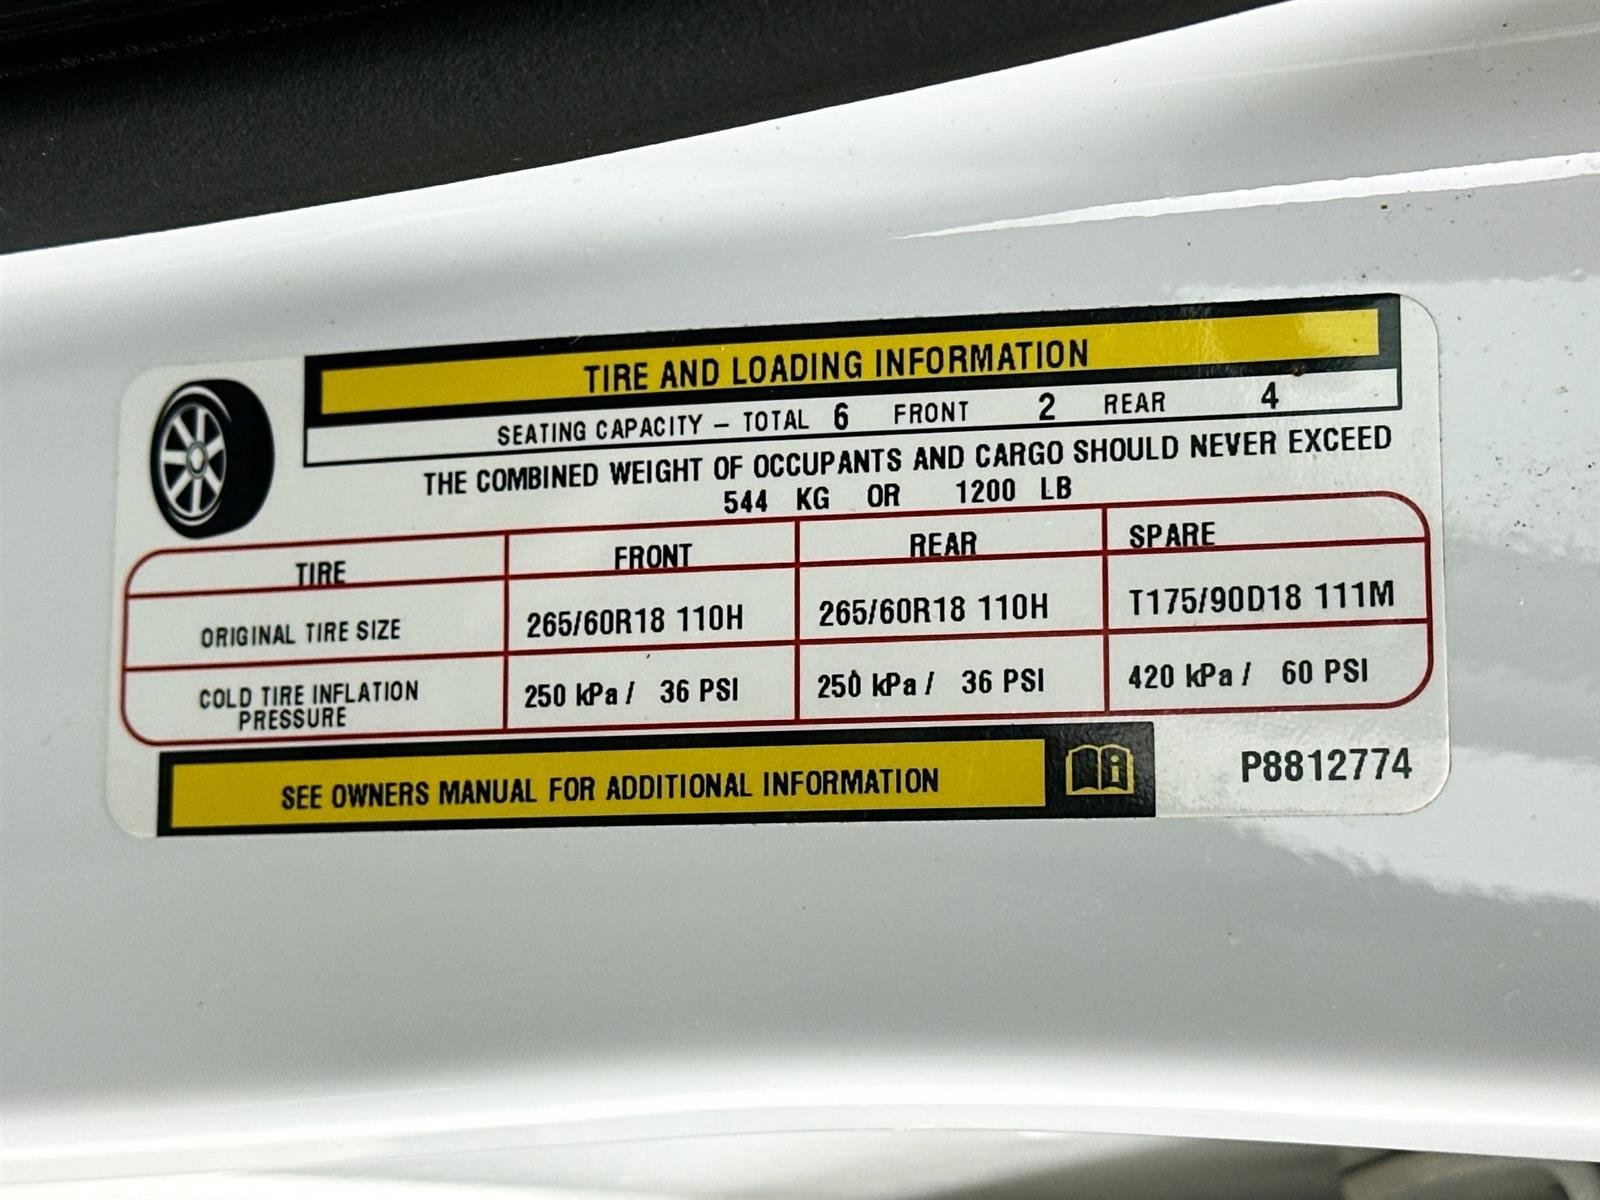 TIRE AND LOADING INFORMATION
SEATING CAPACITY – TOTAL 6 FRONT 2 REAR 4
THE COMBINED WEIGHT OF OCCUPANTS AND CARGO SHOULD NEVER EXCEED
544 KG OR 1200 LB
TIRE FRONT REAR SPARE
ORIGINAL TIRE SIZE 265/60R18 110H 265/60R18 110H T175/90D18 111M
COLD TIRE INFLATION PRESSURE 250 kPa / 36 PSI 250 kPa / 36 PSI 420 kPa / 60 PSI
SEE OWNERS MANUAL FOR ADDITIONAL INFORMATION
P8812774